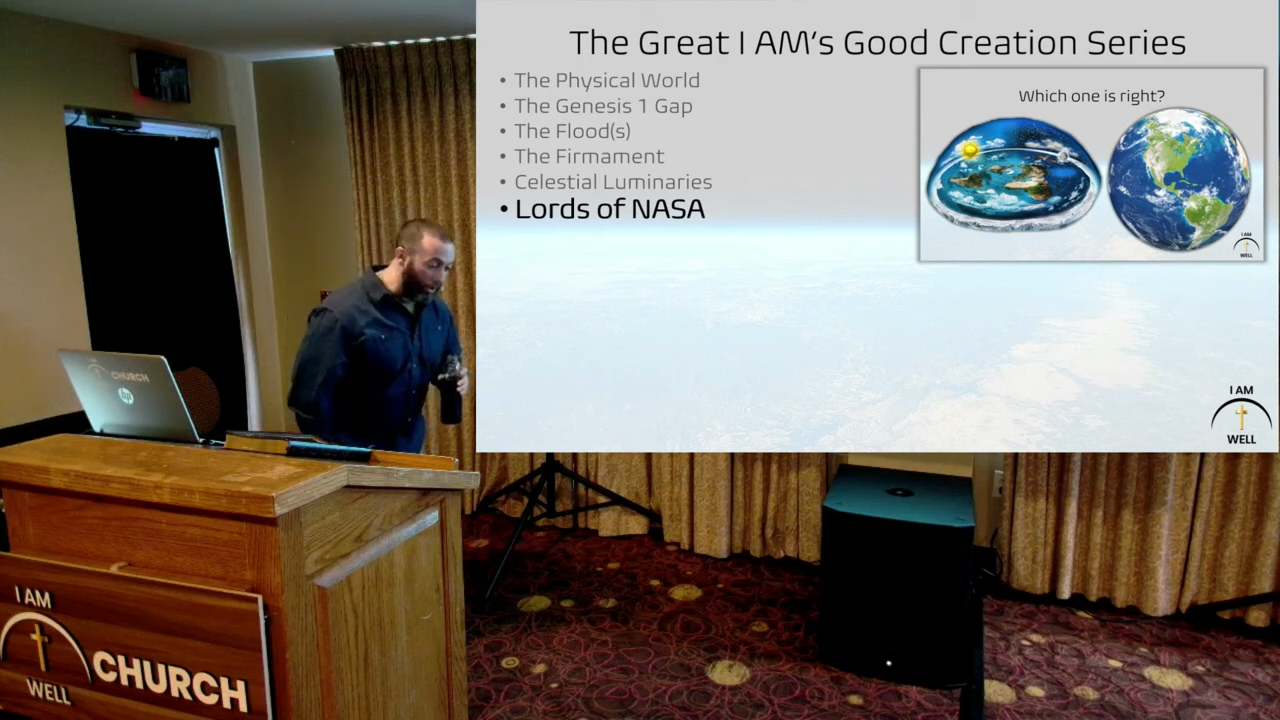 The Great I AM's Good Creation Series
• The Physical World
• The Genesis 1 Gap
• The Flood(s)
• The Firmament
• Celestial Luminaries
• Lords of NASA
Which one is right?
I AM
WELL
I AM
WELL
CHURCH
hp
I AM
WELL
CHURCH